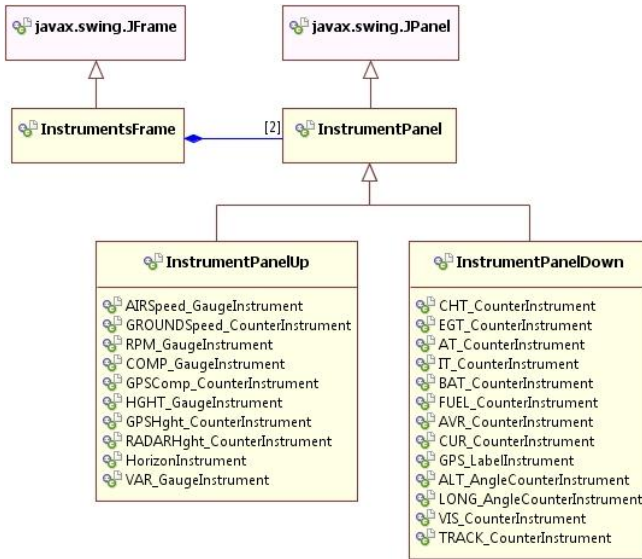 javax.swing.JFrame
javax.swing.JPanel
InstrumentsFrame
[2]
InstrumentPanel
InstrumentPanelUp
AIRSpeed_GaugeInstrument
GROUNDSpeed_CounterInstrument
RPM_GaugeInstrument
COMP_GaugeInstrument
GPSComp_CounterInstrument
HGHT_GaugeInstrument
GPSHght_CounterInstrument
RADARHght_CounterInstrument
HorizonInstrument
VAR_GaugeInstrument
InstrumentPanelDown
CHT_CounterInstrument
EGT_CounterInstrument
AT_CounterInstrument
IT_CounterInstrument
BAT_CounterInstrument
FUEL_CounterInstrument
AVR_CounterInstrument
CUR_CounterInstrument
GPS_LabelInstrument
ALT_AngleCounterInstrument
LONG_AngleCounterInstrument
VIS_CounterInstrument
TRACK_CounterInstrument